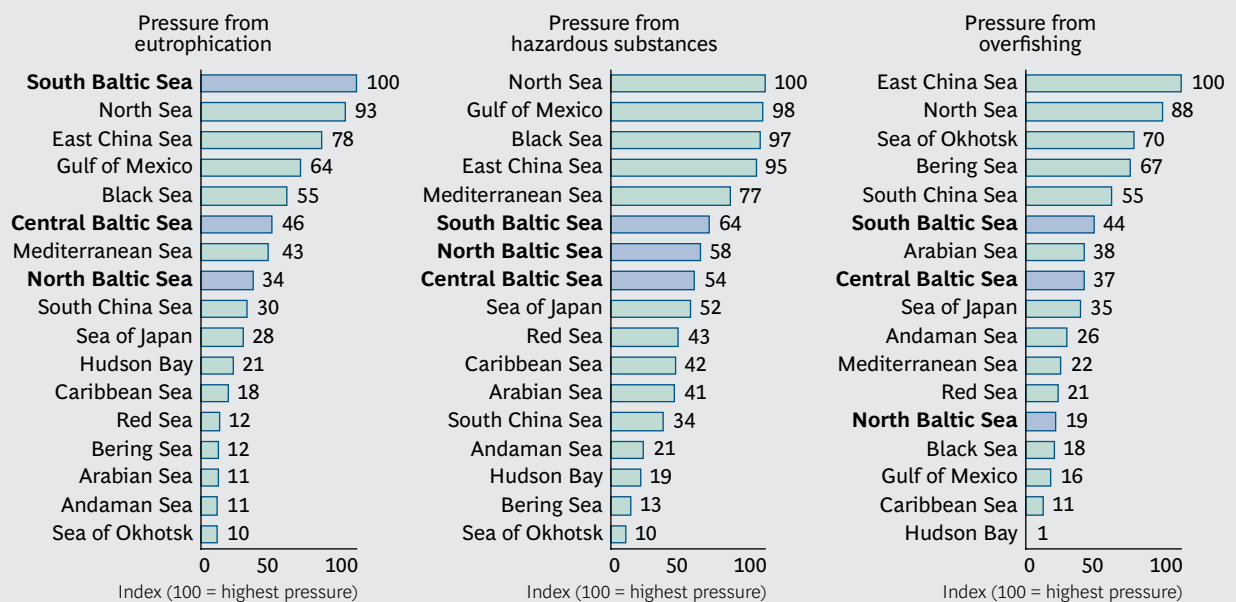 Pressure from
eutrophication
South Baltic Sea 100
North Sea 93
East China Sea 78
Gulf of Mexico 64
Black Sea 55
Central Baltic Sea 46
Mediterranean Sea 43
North Baltic Sea 34
South China Sea 30
Sea of Japan 28
Hudson Bay 21
Caribbean Sea 18
Red Sea 12
Bering Sea 12
Arabian Sea 11
Andaman Sea 11
Sea of Okhotsk 10
0 50 100
Index (100 = highest pressure)
Pressure from
hazardous substances
North Sea 100
Gulf of Mexico 98
Black Sea 97
East China Sea 95
Mediterranean Sea 77
South Baltic Sea 64
North Baltic Sea 58
Central Baltic Sea 54
Sea of Japan 52
Red Sea 43
Caribbean Sea 42
Arabian Sea 41
South China Sea 34
Andaman Sea 21
Hudson Bay 19
Bering Sea 13
Sea of Okhotsk 10
0 50 100
Index (100 = highest pressure)
Pressure from
overfishing
East China Sea 100
North Sea 88
Sea of Okhotsk 70
Bering Sea 67
South China Sea 55
South Baltic Sea 44
Arabian Sea 38
Central Baltic Sea 37
Sea of Japan 35
Andaman Sea 26
Mediterranean Sea 22
Red Sea 21
North Baltic Sea 19
Black Sea 18
Gulf of Mexico 16
Caribbean Sea 11
Hudson Bay 1
0 50 100
Index (100 = highest pressure)